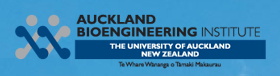 AUCKLAND
BIOENGINEERING INSTITUTE
THE UNIVERSITY OF AUCKLAND
NEW ZEALAND
Te Whare Wānanga o Tāmaki Makaurau